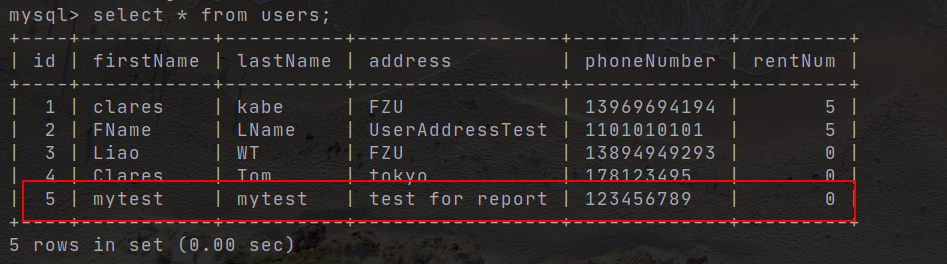 mysql> select * from users;
+----+-----------+----------+-----------------+-------------+---------+
| id | firstName | lastName | address         | phoneNumber | rentNum |
+----+-----------+----------+-----------------+-------------+---------+
|  1 | clares    | kabe     | FZU             | 13969694194 |       5 |
|  2 | FName     | LName    | UserAddressTest | 1101010101  |       5 |
|  3 | Liao      | WT       | FZU             | 13894949293 |       0 |
|  4 | Clares    | Tom      | tokyo           | 178123495   |       0 |
|  5 | mytest    | mytest   | test for report | 123456789   |       0 |
+----+-----------+----------+-----------------+-------------+---------+
5 rows in set (0.00 sec)